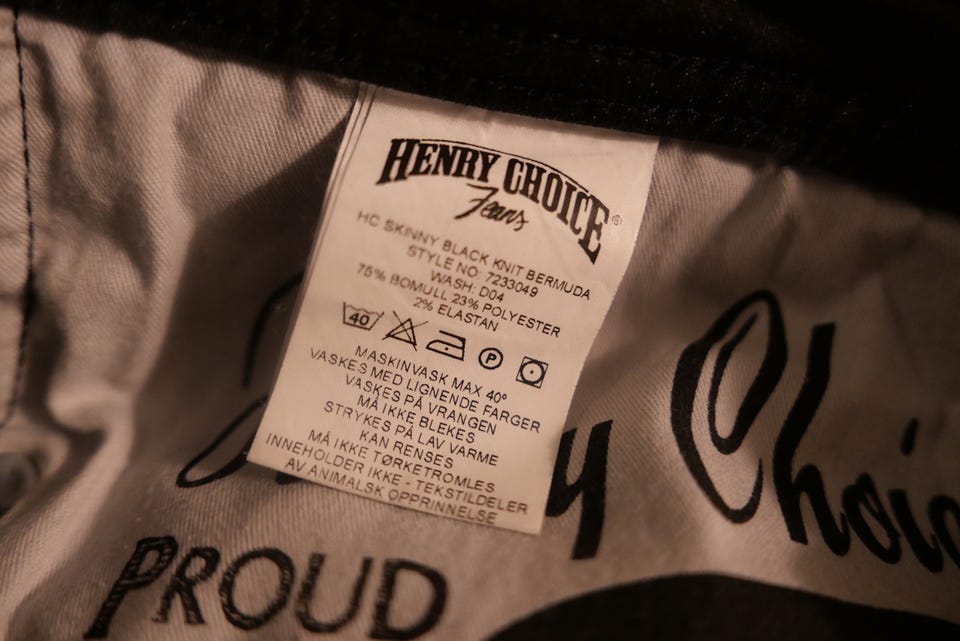 HENRY CHOICE®
Jeans
HC SKINNY BLACK KNIT BERMUDA
STYLE NO: 7233049
WASH: D04
75% BOMULL 23% POLYESTER
2% ELASTAN
40 P
MASKINVASK MAX 40º
VASKES MED LIGNENDE FARGER
VASKES PÅ VRANGEN
MÅ IKKE BLEKES
STRYKES PÅ LAV VARME
KAN RENSES
MÅ IKKE TØRKETROMLES
INNEHOLDER IKKE - TEKSTILDELER
AV ANIMALSK OPPRINNELSE
y Choic
PROUD